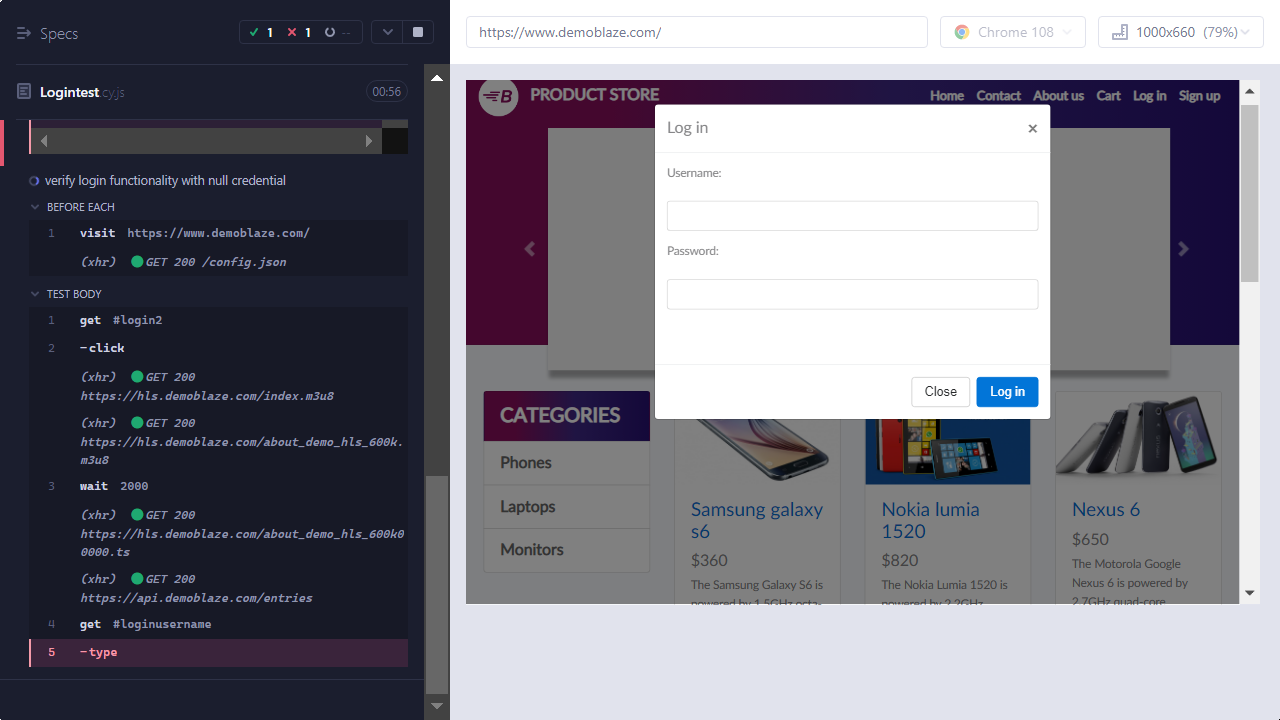 Specs
1
1
--
Logintest.cy.js
00:56
verify login functionality with null credential
BEFORE EACH
1 visit https://www.demoblaze.com/
(xhr) GET 200 /config.json
TEST BODY
1 get #login2
2 -click
(xhr) GET 200
https://hls.demoblaze.com/index.m3u8
(xhr) GET 200
https://hls.demoblaze.com/about_demo_hls_600k.
m3u8
3 wait 2000
(xhr) GET 200
https://hls.demoblaze.com/about_demo_hls_600k0
0000.ts
(xhr) GET 200
https://api.demoblaze.com/entries
4 get #loginusername
5 -type
https://www.demoblaze.com/
Chrome 108
1000x660 (79%)
B PRODUCT STORE
Home Contact About us Cart Log in Sign up
Log in ×
Username:
Password:
Close Log in
CATEGORIES
Phones
Laptops
Monitors
Samsung galaxy
s6
$360
The Samsung Galaxy S6 is
powered by 1.5GHz octa-
Nokia lumia
1520
$820
The Nokia Lumia 1520 is
powered by 2.2GHz
Nexus 6
$650
The Motorola Google
Nexus 6 is powered by
2.7GHz quad-core